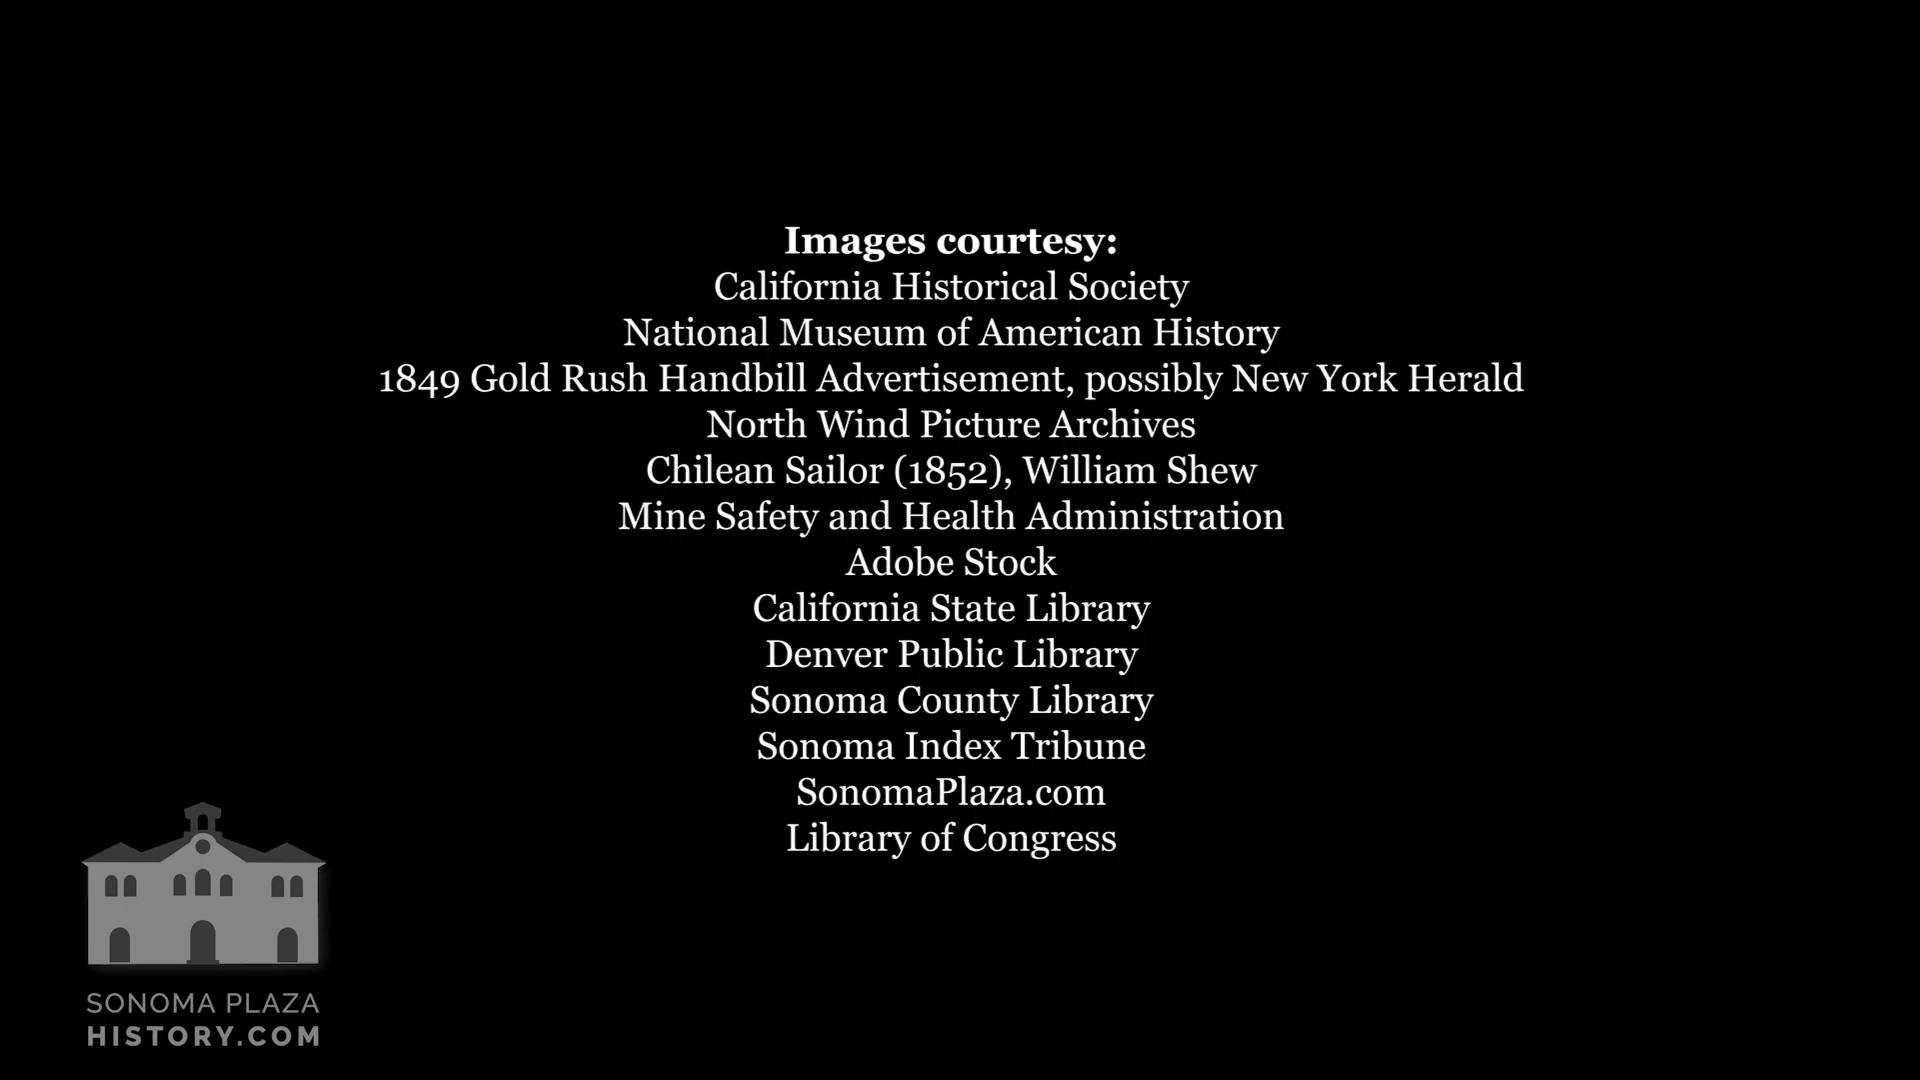 Images courtesy:
California Historical Society
National Museum of American History
1849 Gold Rush Handbill Advertisement, possibly New York Herald
North Wind Picture Archives
Chilean Sailor (1852), William Shew
Mine Safety and Health Administration
Adobe Stock
California State Library
Denver Public Library
Sonoma County Library
Sonoma Index Tribune
SonomaPlaza.com
Library of Congress
SONOMA PLAZA
HISTORY.COM